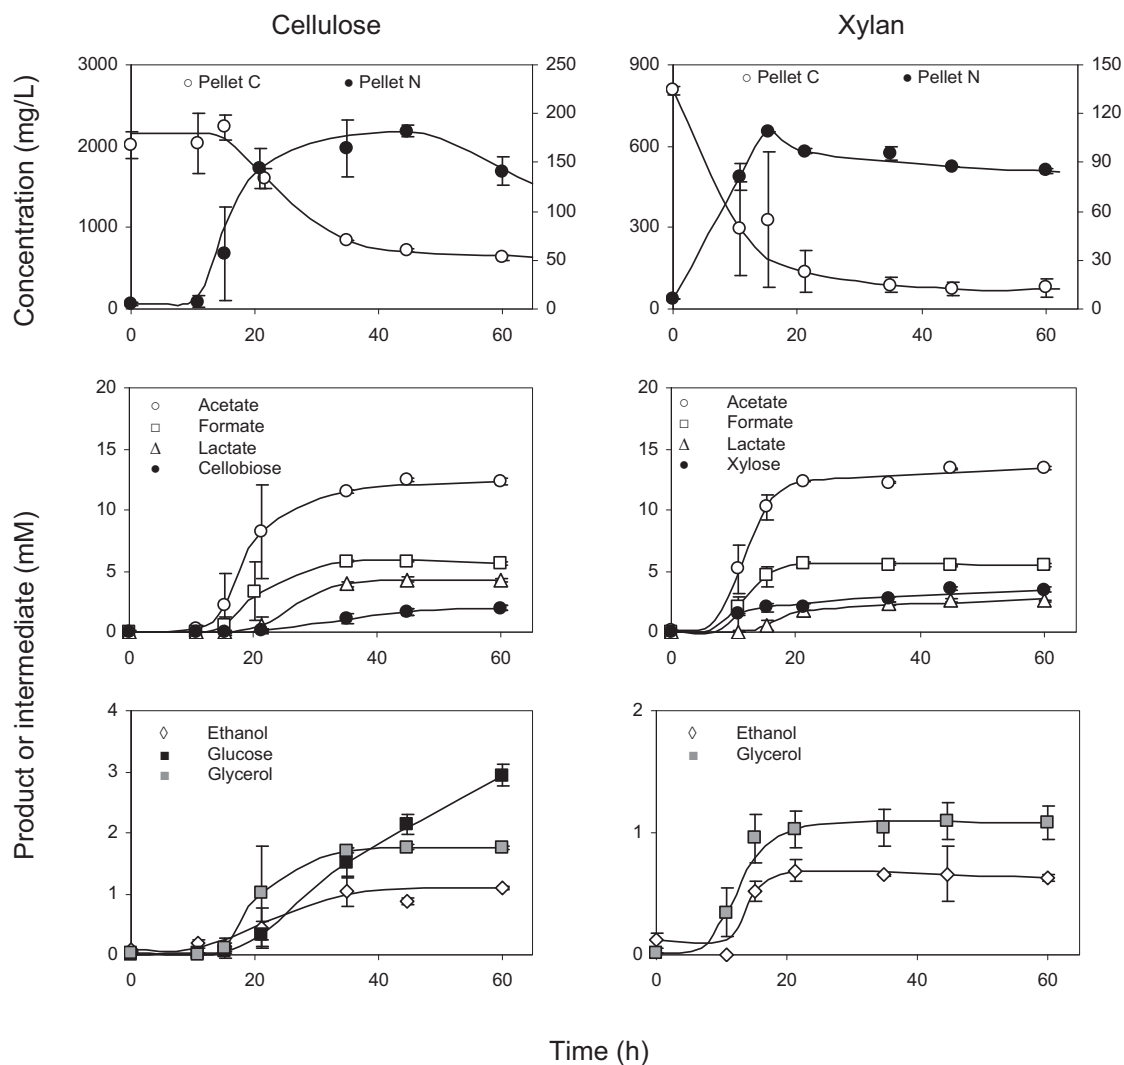 Cellulose
Xylan
Concentration (mg/L)
3000
2000
1000
0
250
200
150
100
50
0
Pellet C
Pellet N
0
20
40
60
900
600
300
0
150
120
90
60
30
0
Pellet C
Pellet N
0
20
40
60
Product or intermediate (mM)
20
15
10
5
0
Acetate
Formate
Lactate
Cellobiose
0
20
40
60
20
15
10
5
0
Acetate
Formate
Lactate
Xylose
0
20
40
60
4
3
2
1
0
Ethanol
Glucose
Glycerol
0
20
40
60
2
1
0
Ethanol
Glycerol
0
20
40
60
Time (h)